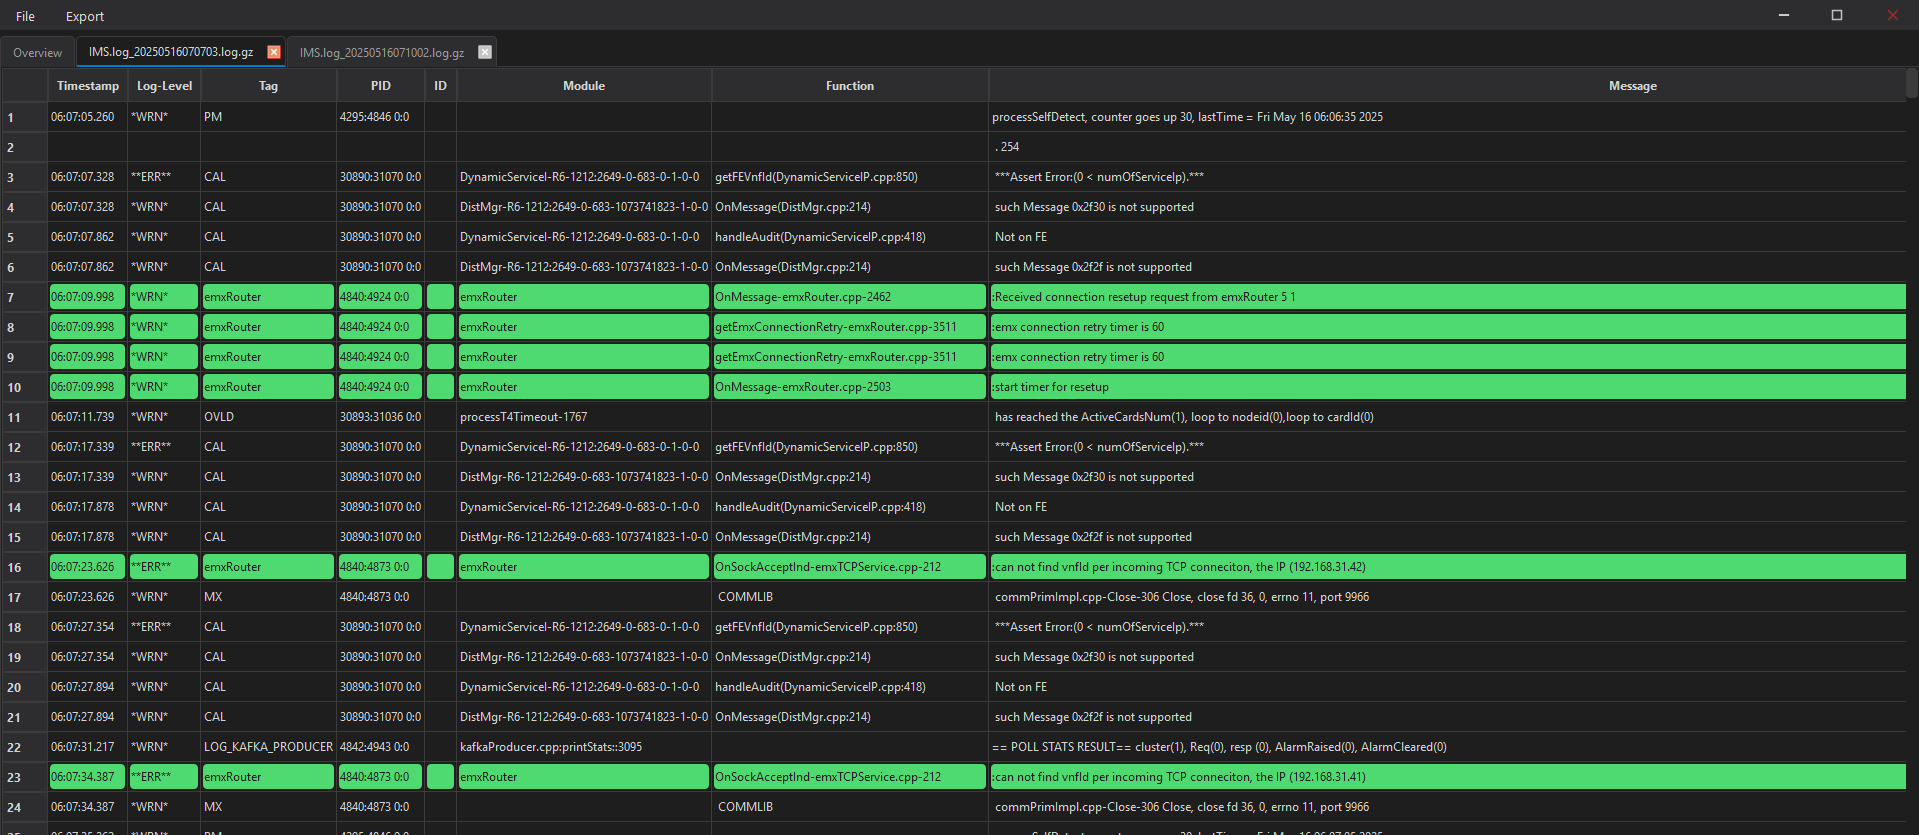 File Export
Overview IMS.log_20250516070703.log.gz IMS.log_20250516071002.log.gz
Timestamp Log-Level Tag PID ID Module Function Message
1 06:07:05.260 *WRN* PM 4295:4846 0:0 processSelfDetect, counter goes up 30, lastTime = Fri May 16 06:06:35 2025
2 . 254
3 06:07:07.328 **ERR** CAL 30890:31070 0:0 DynamicServiceI-R6-1212:2649-0-683-0-1-0-0 getFEVnfId(DynamicServiceIP.cpp:850) ***Assert Error:(0 < numOfServiceIp).***
4 06:07:07.328 *WRN* CAL 30890:31070 0:0 DistMgr-R6-1212:2649-0-683-1073741823-1-0-0 OnMessage(DistMgr.cpp:214) such Message 0x2f30 is not supported
5 06:07:07.862 *WRN* CAL 30890:31070 0:0 DynamicServiceI-R6-1212:2649-0-683-0-1-0-0 handleAudit(DynamicServiceIP.cpp:418) Not on FE
6 06:07:07.862 *WRN* CAL 30890:31070 0:0 DistMgr-R6-1212:2649-0-683-1073741823-1-0-0 OnMessage(DistMgr.cpp:214) such Message 0x2f2f is not supported
7 06:07:09.998 *WRN* emxRouter 4840:4924 0:0 emxRouter OnMessage-emxRouter.cpp-2462 :Received connection resetup request from emxRouter 5 1
8 06:07:09.998 *WRN* emxRouter 4840:4924 0:0 emxRouter getEmxConnectionRetry-emxRouter.cpp-3511 :emx connection retry timer is 60
9 06:07:09.998 *WRN* emxRouter 4840:4924 0:0 emxRouter getEmxConnectionRetry-emxRouter.cpp-3511 :emx connection retry timer is 60
10 06:07:09.998 *WRN* emxRouter 4840:4924 0:0 emxRouter OnMessage-emxRouter.cpp-2503 :start timer for resetup
11 06:07:11.739 *WRN* OVLD 30893:31036 0:0 processT4Timeout-1767 has reached the ActiveCardsNum(1), loop to nodeid(0),loop to cardId(0)
12 06:07:17.339 **ERR** CAL 30890:31070 0:0 DynamicServiceI-R6-1212:2649-0-683-0-1-0-0 getFEVnfId(DynamicServiceIP.cpp:850) ***Assert Error:(0 < numOfServiceIp).***
13 06:07:17.339 *WRN* CAL 30890:31070 0:0 DistMgr-R6-1212:2649-0-683-1073741823-1-0-0 OnMessage(DistMgr.cpp:214) such Message 0x2f30 is not supported
14 06:07:17.878 *WRN* CAL 30890:31070 0:0 DynamicServiceI-R6-1212:2649-0-683-0-1-0-0 handleAudit(DynamicServiceIP.cpp:418) Not on FE
15 06:07:17.878 *WRN* CAL 30890:31070 0:0 DistMgr-R6-1212:2649-0-683-1073741823-1-0-0 OnMessage(DistMgr.cpp:214) such Message 0x2f2f is not supported
16 06:07:23.626 **ERR** emxRouter 4840:4873 0:0 emxRouter OnSockAcceptInd-emxTCPService.cpp-212 :can not find vnfId per incoming TCP conneciton, the IP (192.168.31.42)
17 06:07:23.626 *WRN* MX 4840:4873 0:0 COMMLIB commPrimImpl.cpp-Close-306 Close, close fd 36, 0, errno 11, port 9966
18 06:07:27.354 **ERR** CAL 30890:31070 0:0 DynamicServiceI-R6-1212:2649-0-683-0-1-0-0 getFEVnfId(DynamicServiceIP.cpp:850) ***Assert Error:(0 < numOfServiceIp).***
19 06:07:27.354 *WRN* CAL 30890:31070 0:0 DistMgr-R6-1212:2649-0-683-1073741823-1-0-0 OnMessage(DistMgr.cpp:214) such Message 0x2f30 is not supported
20 06:07:27.894 *WRN* CAL 30890:31070 0:0 DynamicServiceI-R6-1212:2649-0-683-0-1-0-0 handleAudit(DynamicServiceIP.cpp:418) Not on FE
21 06:07:27.894 *WRN* CAL 30890:31070 0:0 DistMgr-R6-1212:2649-0-683-1073741823-1-0-0 OnMessage(DistMgr.cpp:214) such Message 0x2f2f is not supported
22 06:07:31.217 *WRN* LOG_KAFKA_PRODUCER 4842:4943 0:0 kafkaProducer.cpp:printStats::3095 == POLL STATS RESULT== cluster(1), Req(0), resp (0), AlarmRaised(0), AlarmCleared(0)
23 06:07:34.387 **ERR** emxRouter 4840:4873 0:0 emxRouter OnSockAcceptInd-emxTCPService.cpp-212 :can not find vnfId per incoming TCP conneciton, the IP (192.168.31.41)
24 06:07:34.387 *WRN* MX 4840:4873 0:0 COMMLIB commPrimImpl.cpp-Close-306 Close, close fd 36, 0, errno 11, port 9966